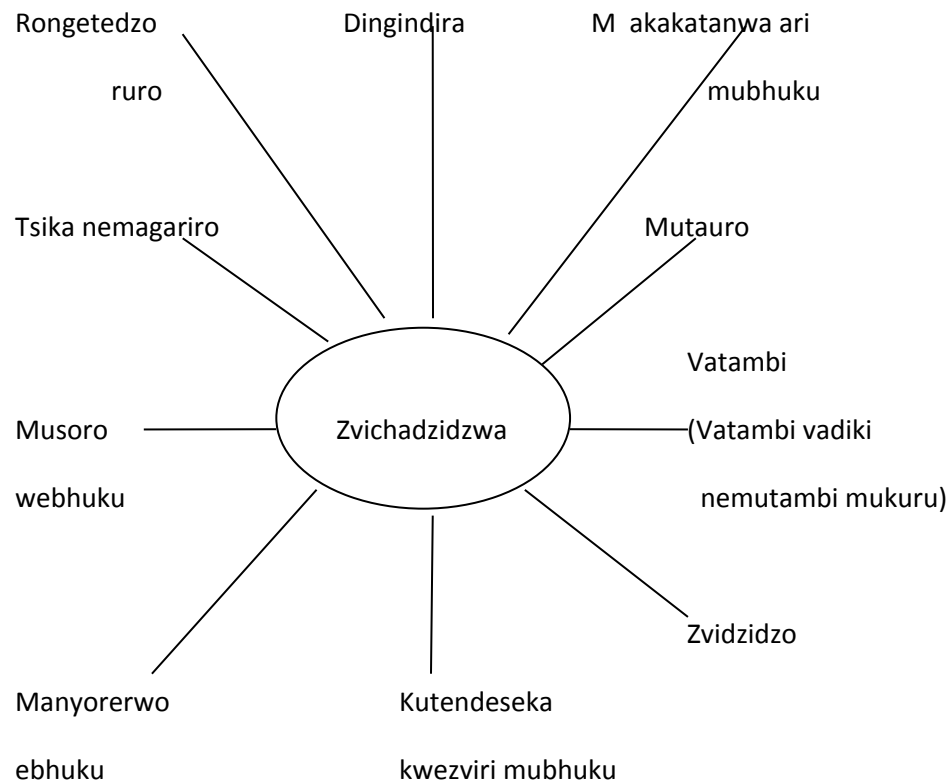 Rongetedzo Dingindira M akakatanwa ari
ruro mubhuku
Tsika nemagariro Mutauro
Vatambi
Musoro Zvichadzidzwa (Vatambi vadiki
webhuku nemutambi mukuru)
Zvidzidzo
Manyorerwo Kutendeseka
ebhuku kwezviri mubhuku